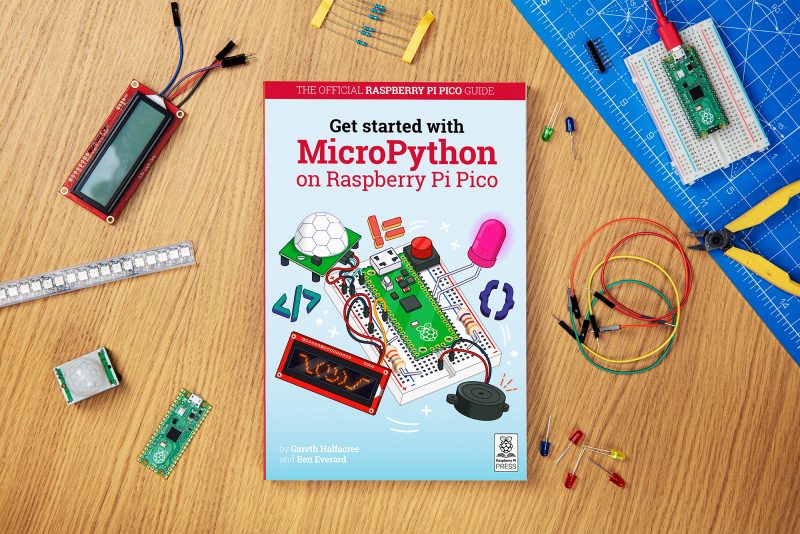 THE OFFICIAL RASPBERRY PI PICO GUIDE
Get started with
MicroPython
on Raspberry Pi Pico
by Gareth Halfacree
and Ben Everard
Raspberry Pi
PRESS